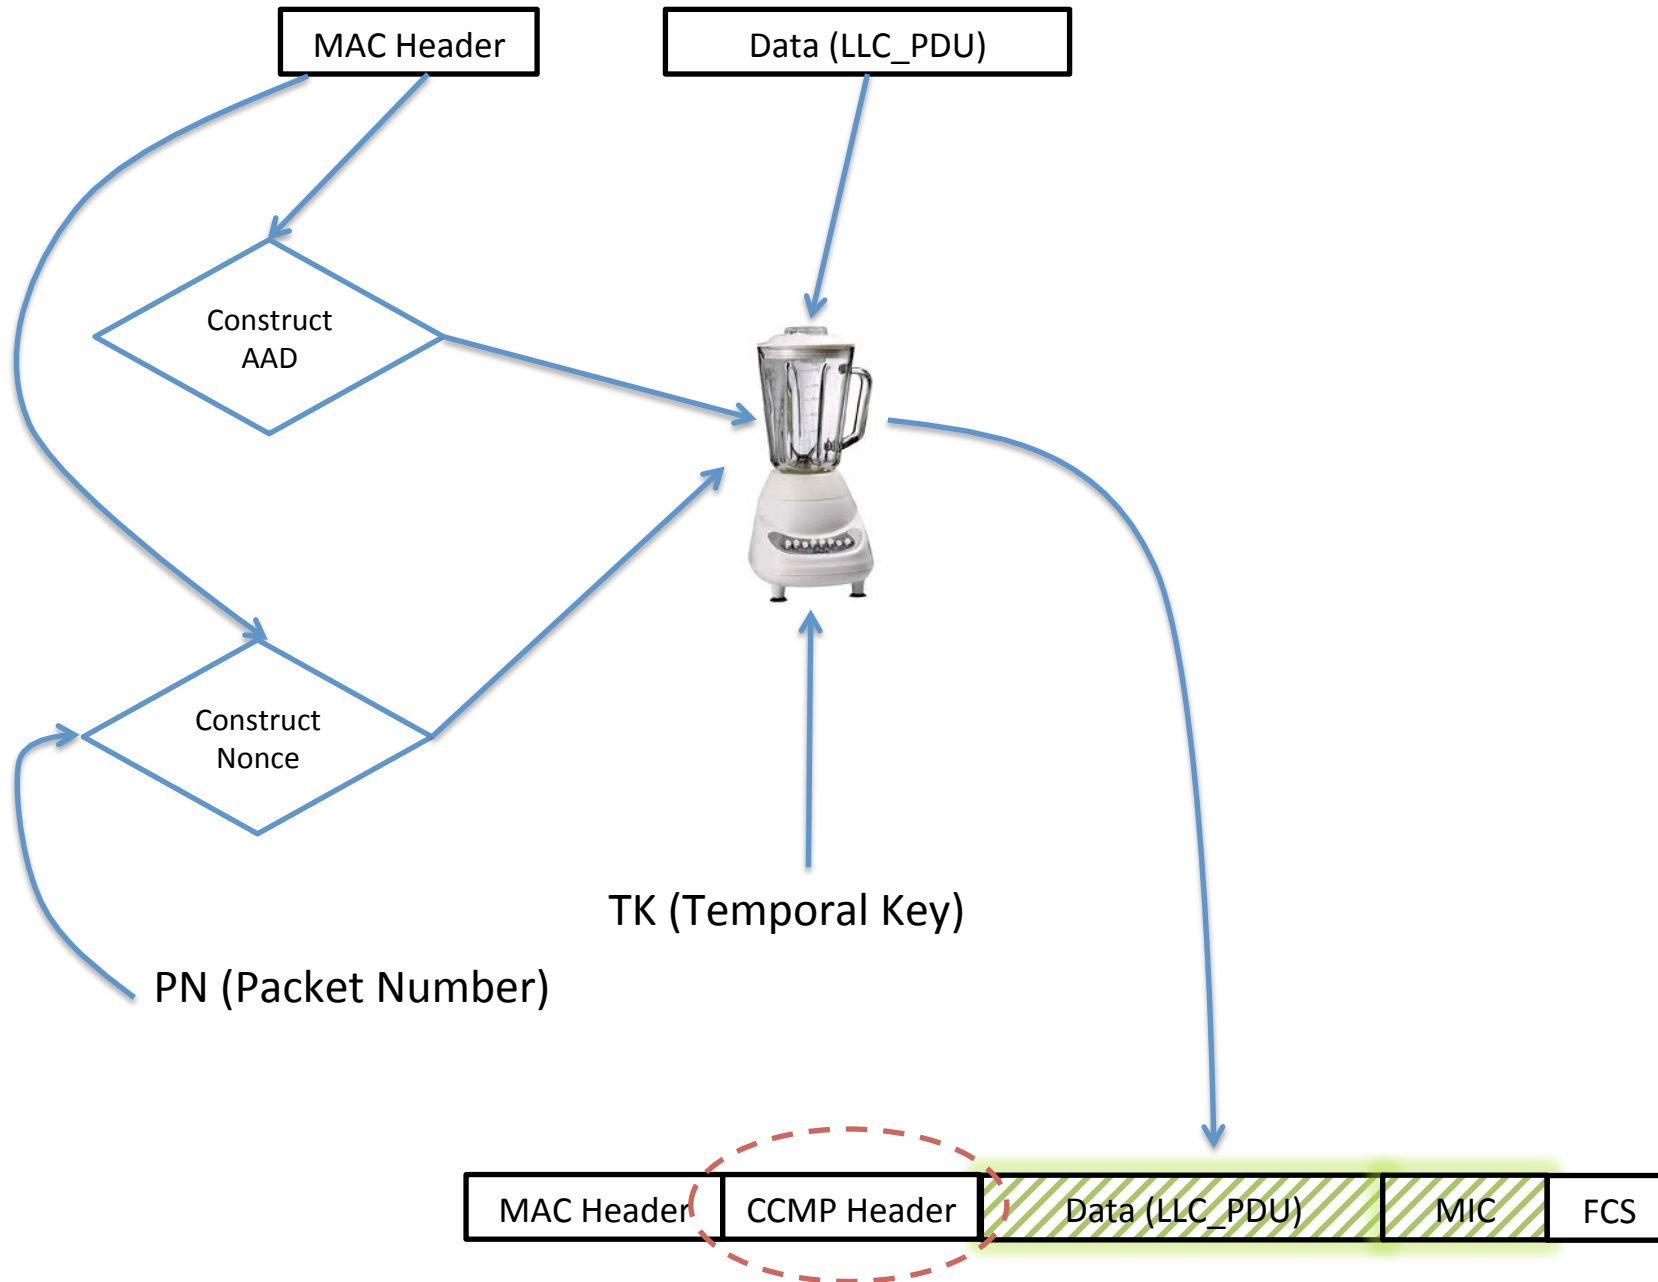 MAC Header
Data (LLC_PDU)
Construct
AAD
Construct
Nonce
TK (Temporal Key)
PN (Packet Number)
MAC Header
CCMP Header
Data (LLC_PDU)
MIC
FCS